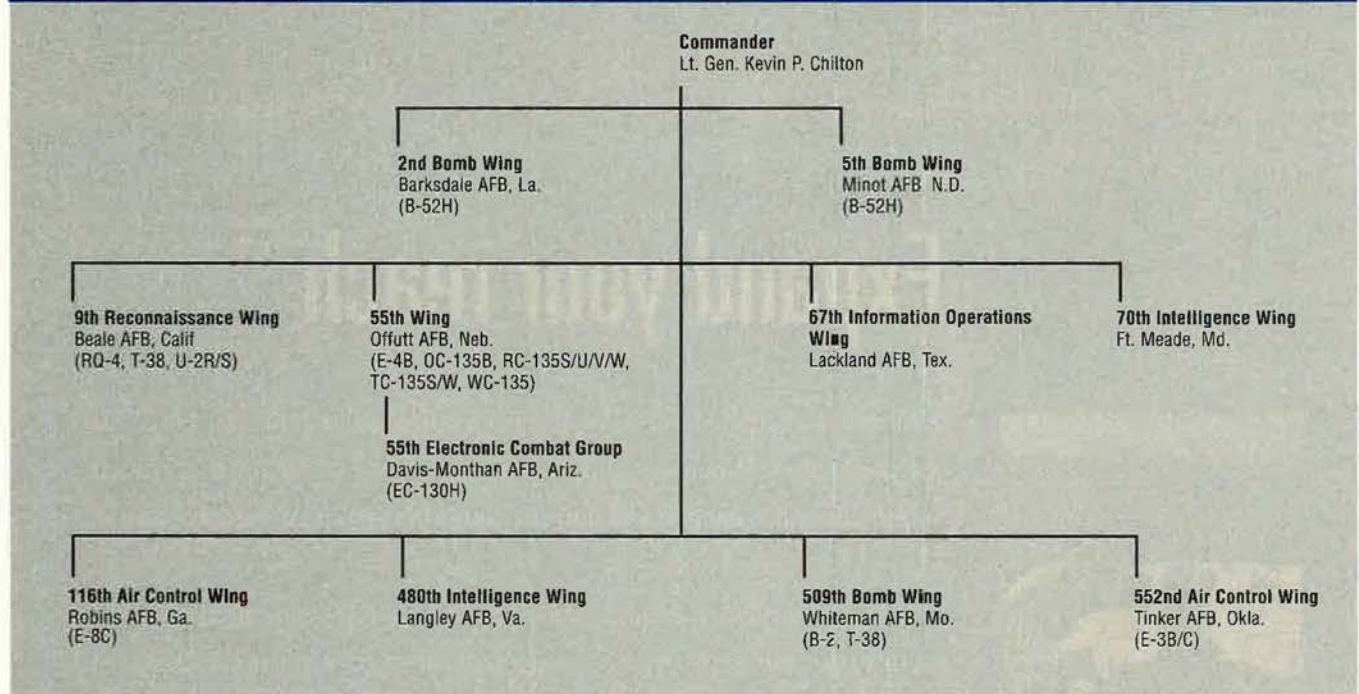 Commander
Lt. Gen. Kevin P. Chilton
2nd Bomb Wing
Barksdale AFB, La.
(B-52H)
5th Bomb Wing
Minot AFB N.D.
(B-52H)
9th Reconnaissance Wing
Beale AFB, Calif
(RQ-4, T-38, U-2R/S)
55th Wing
Offutt AFB, Neb.
(E-4B, OC-135B, RC-135S/U/V/W,
TC-135S/W, WC-135)
55th Electronic Combat Group
Davis-Monthan AFB, Ariz.
(EC-130H)
67th Information Operations
Wing
Lackland AFB, Tex.
70th Intelligence Wing
Ft. Meade, Md.
116th Air Control Wing
Robins AFB, Ga.
(E-8C)
480th Intelligence Wing
Langley AFB, Va.
509th Bomb Wing
Whiteman AFB, Mo.
(B-2, T-38)
552nd Air Control Wing
Tinker AFB, Okla.
(E-3B/C)